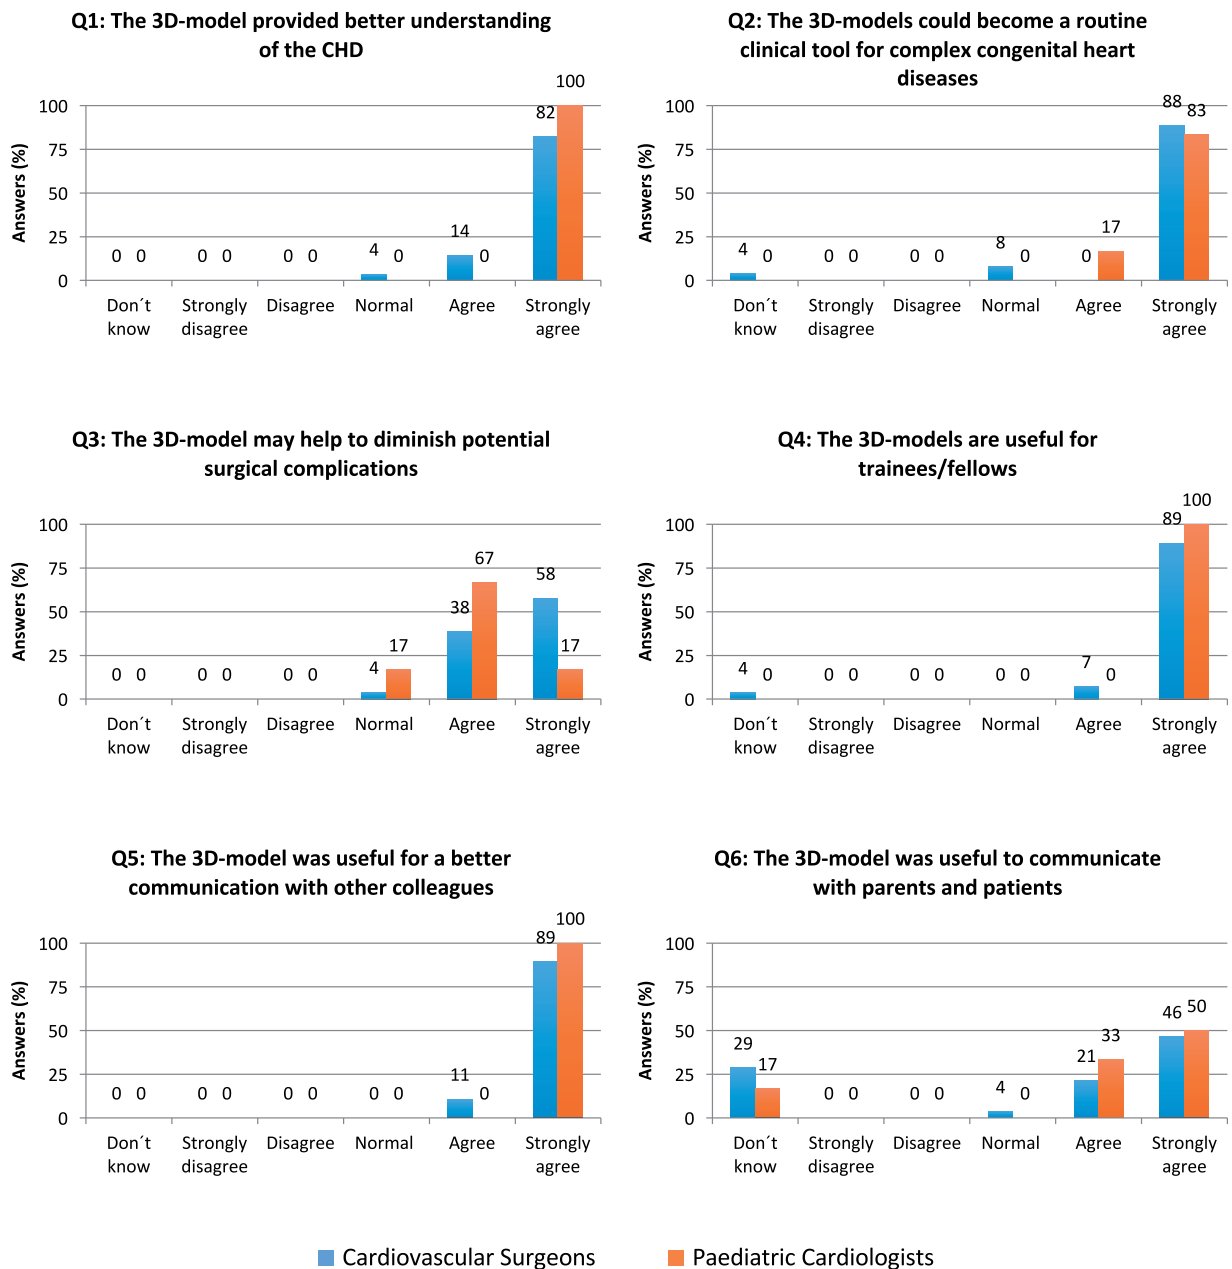 Q1: The 3D-model provided better understanding
of the CHD
Answers (%)
100
75
50
25
0
0 0
0 0
0 0
4 0
14 0
82 100
Don´t know
Strongly disagree
Disagree
Normal
Agree
Strongly agree
Q2: The 3D-models could become a routine
clinical tool for complex congenital heart
diseases
Answers (%)
100
75
50
25
0
4 0
0 0
0 0
8 0
0 17
88 83
Don´t know
Strongly disagree
Disagree
Normal
Agree
Strongly agree
Q3: The 3D-model may help to diminish potential
surgical complications
Answers (%)
100
75
50
25
0
0 0
0 0
0 0
4 17
38 67
58 17
Don´t know
Strongly disagree
Disagree
Normal
Agree
Strongly agree
Q4: The 3D-models are useful for
trainees/fellows
Answers (%)
100
75
50
25
0
4 0
0 0
0 0
0 0
7 0
89 100
Don´t know
Strongly disagree
Disagree
Normal
Agree
Strongly agree
Q5: The 3D-model was useful for a better
communication with other colleagues
Answers (%)
100
75
50
25
0
0 0
0 0
0 0
0 0
11 0
89 100
Don´t know
Strongly disagree
Disagree
Normal
Agree
Strongly agree
Q6: The 3D-model was useful to communicate
with parents and patients
Answers (%)
100
75
50
25
0
29 17
0 0
0 0
4 0
21 33
46 50
Don´t know
Strongly disagree
Disagree
Normal
Agree
Strongly agree
Cardiovascular Surgeons
Paediatric Cardiologists